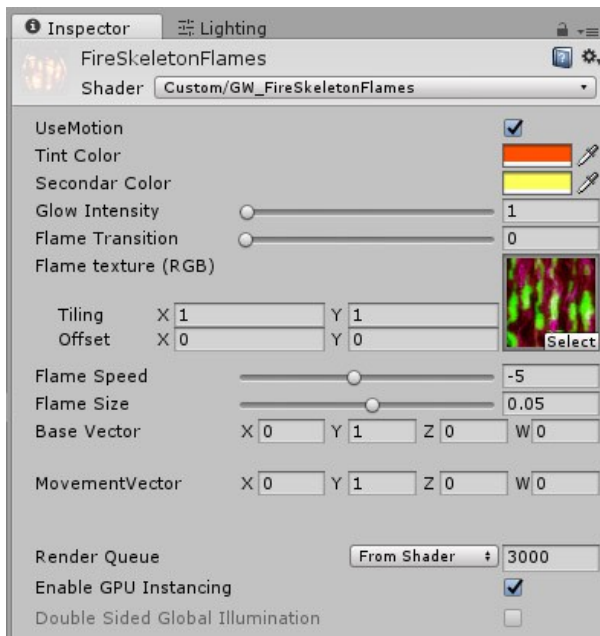 Inspector Lighting
FireSkeletonFlames
Shader Custom/GW_FireSkeletonFlames
UseMotion
Tint Color
Secondar Color
Glow Intensity 1
Flame Transition 0
Flame texture (RGB)
Tiling X 1 Y 1
Offset X 0 Y 0
Select
Flame Speed -5
Flame Size 0.05
Base Vector X 0 Y 1 Z 0 W 0
MovementVector X 0 Y 1 Z 0 W 0
Render Queue From Shader 3000
Enable GPU Instancing
Double Sided Global Illumination